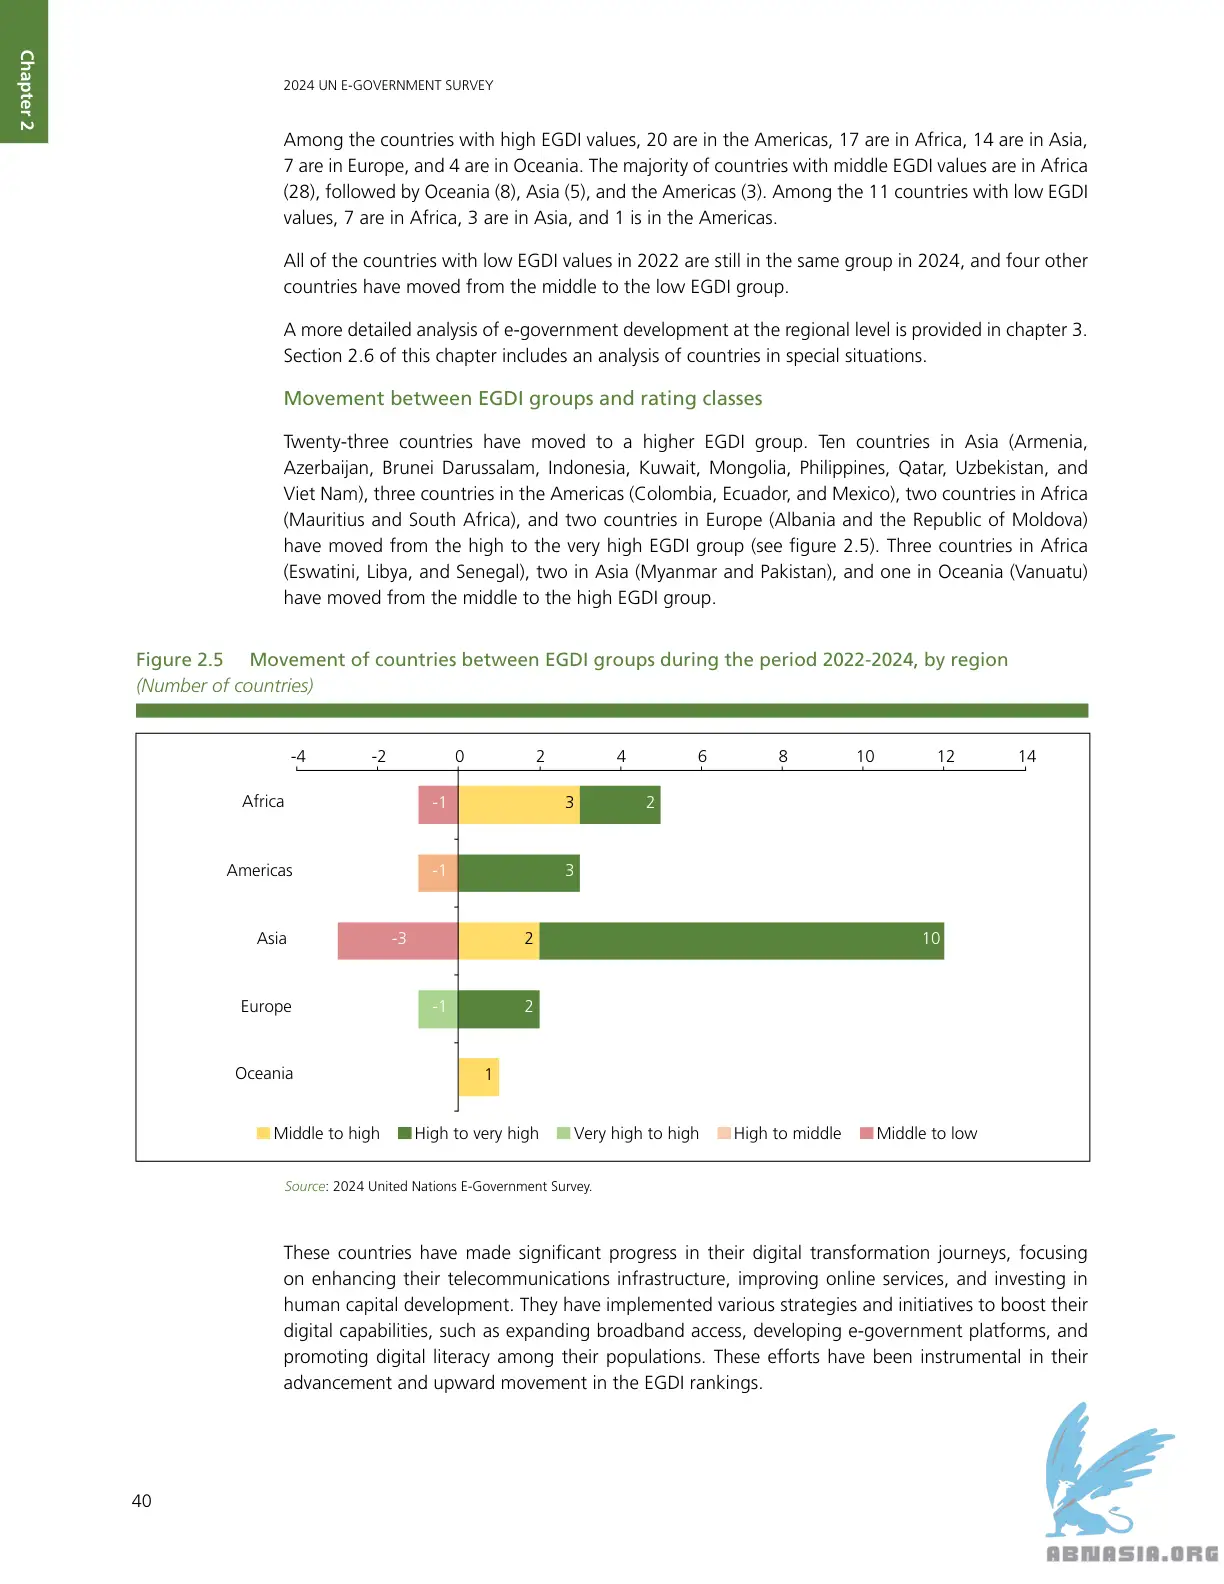 Chapter 2
2024 UN E-GOVERNMENT SURVEY
Among the countries with high EGDI values, 20 are in the Americas, 17 are in Africa, 14 are in Asia,
7 are in Europe, and 4 are in Oceania. The majority of countries with middle EGDI values are in Africa
(28), followed by Oceania (8), Asia (5), and the Americas (3). Among the 11 countries with low EGDI
values, 7 are in Africa, 3 are in Asia, and 1 is in the Americas.
All of the countries with low EGDI values in 2022 are still in the same group in 2024, and four other
countries have moved from the middle to the low EGDI group.
A more detailed analysis of e-government development at the regional level is provided in chapter 3.
Section 2.6 of this chapter includes an analysis of countries in special situations.
Movement between EGDI groups and rating classes
Twenty-three countries have moved to a higher EGDI group. Ten countries in Asia (Armenia,
Azerbaijan, Brunei Darussalam, Indonesia, Kuwait, Mongolia, Philippines, Qatar, Uzbekistan, and
Viet Nam), three countries in the Americas (Colombia, Ecuador, and Mexico), two countries in Africa
(Mauritius and South Africa), and two countries in Europe (Albania and the Republic of Moldova)
have moved from the high to the very high EGDI group (see figure 2.5). Three countries in Africa
(Eswatini, Libya, and Senegal), two in Asia (Myanmar and Pakistan), and one in Oceania (Vanuatu)
have moved from the middle to the high EGDI group.
Figure 2.5 Movement of countries between EGDI groups during the period 2022-2024, by region
(Number of countries)
-4 -2 0 2 4 6 8 10 12 14
Africa -1 3 2
Americas -1 3
Asia -3 2 10
Europe -1 2
Oceania 1
Middle to high High to very high Very high to high High to middle Middle to low
Source: 2024 United Nations E-Government Survey.
These countries have made significant progress in their digital transformation journeys, focusing
on enhancing their telecommunications infrastructure, improving online services, and investing in
human capital development. They have implemented various strategies and initiatives to boost their
digital capabilities, such as expanding broadband access, developing e-government platforms, and
promoting digital literacy among their populations. These efforts have been instrumental in their
advancement and upward movement in the EGDI rankings.
40
ABNASIA.ORG